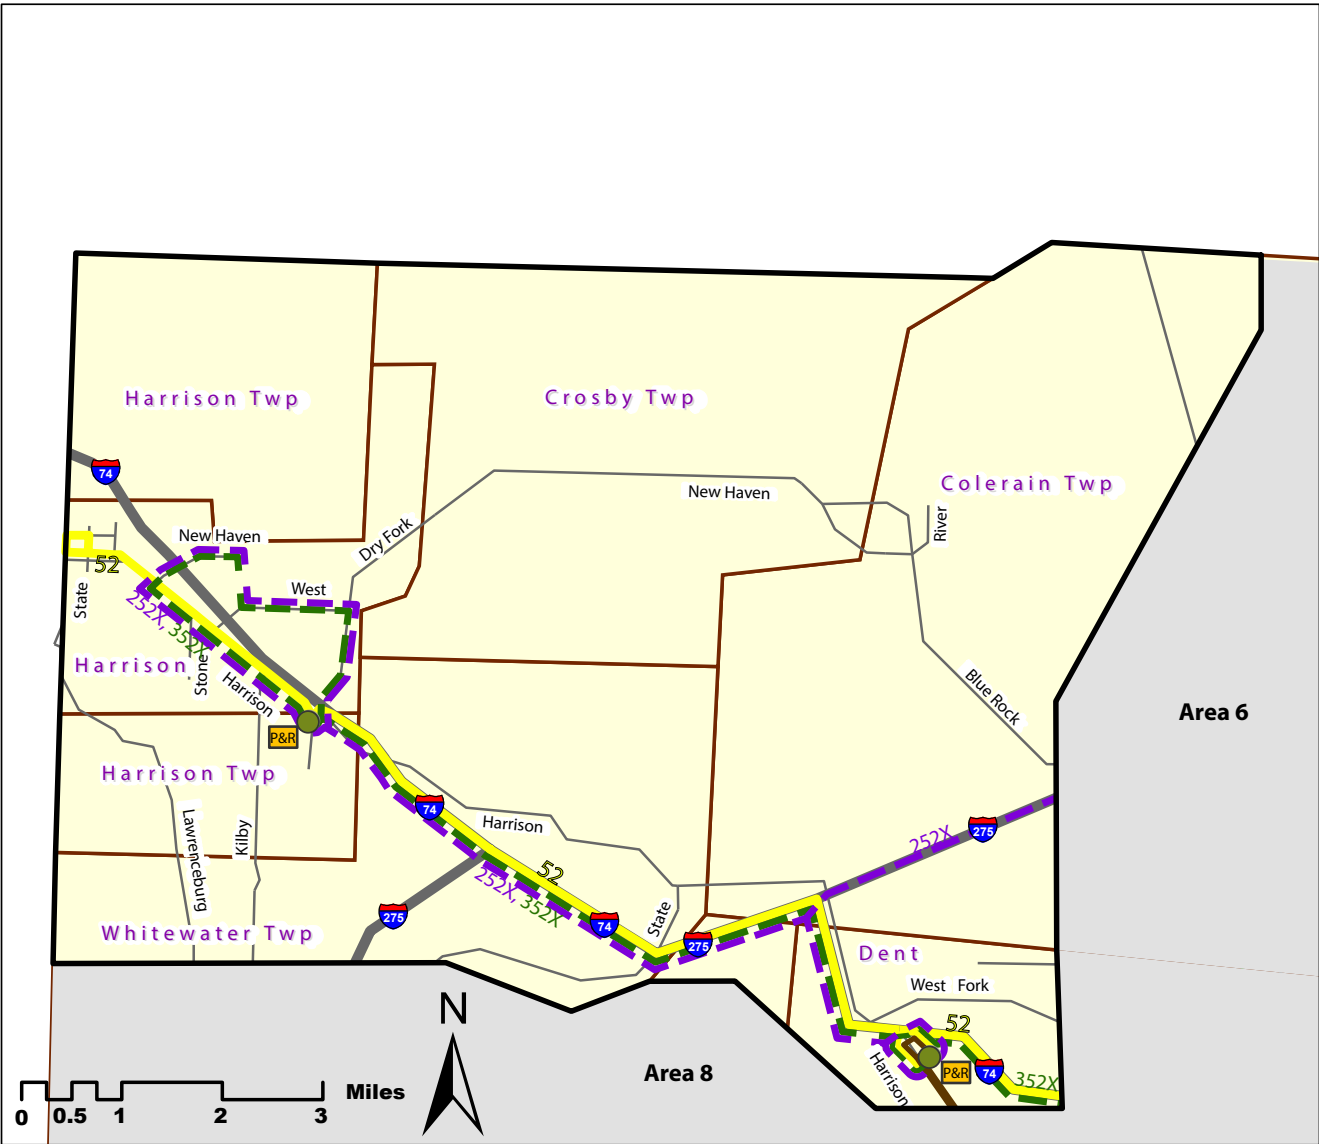 Harrison Twp
Crosby Twp
74
Colerain Twp
New Haven
New Haven
River
Dry Fork
52
West
State
252X, 352X
Harrison
Stone
Harrison
Blue Rock
Area 6
P&R
Harrison Twp
74
Harrison
275
252X
Lawrenceburg
Kilby
52
252X, 352X
275
74
State
275
Whitewater Twp
Dent
West Fork
N
52
P&R
Harrison
74
352X
Area 8
Miles
0 0.5 1 2 3